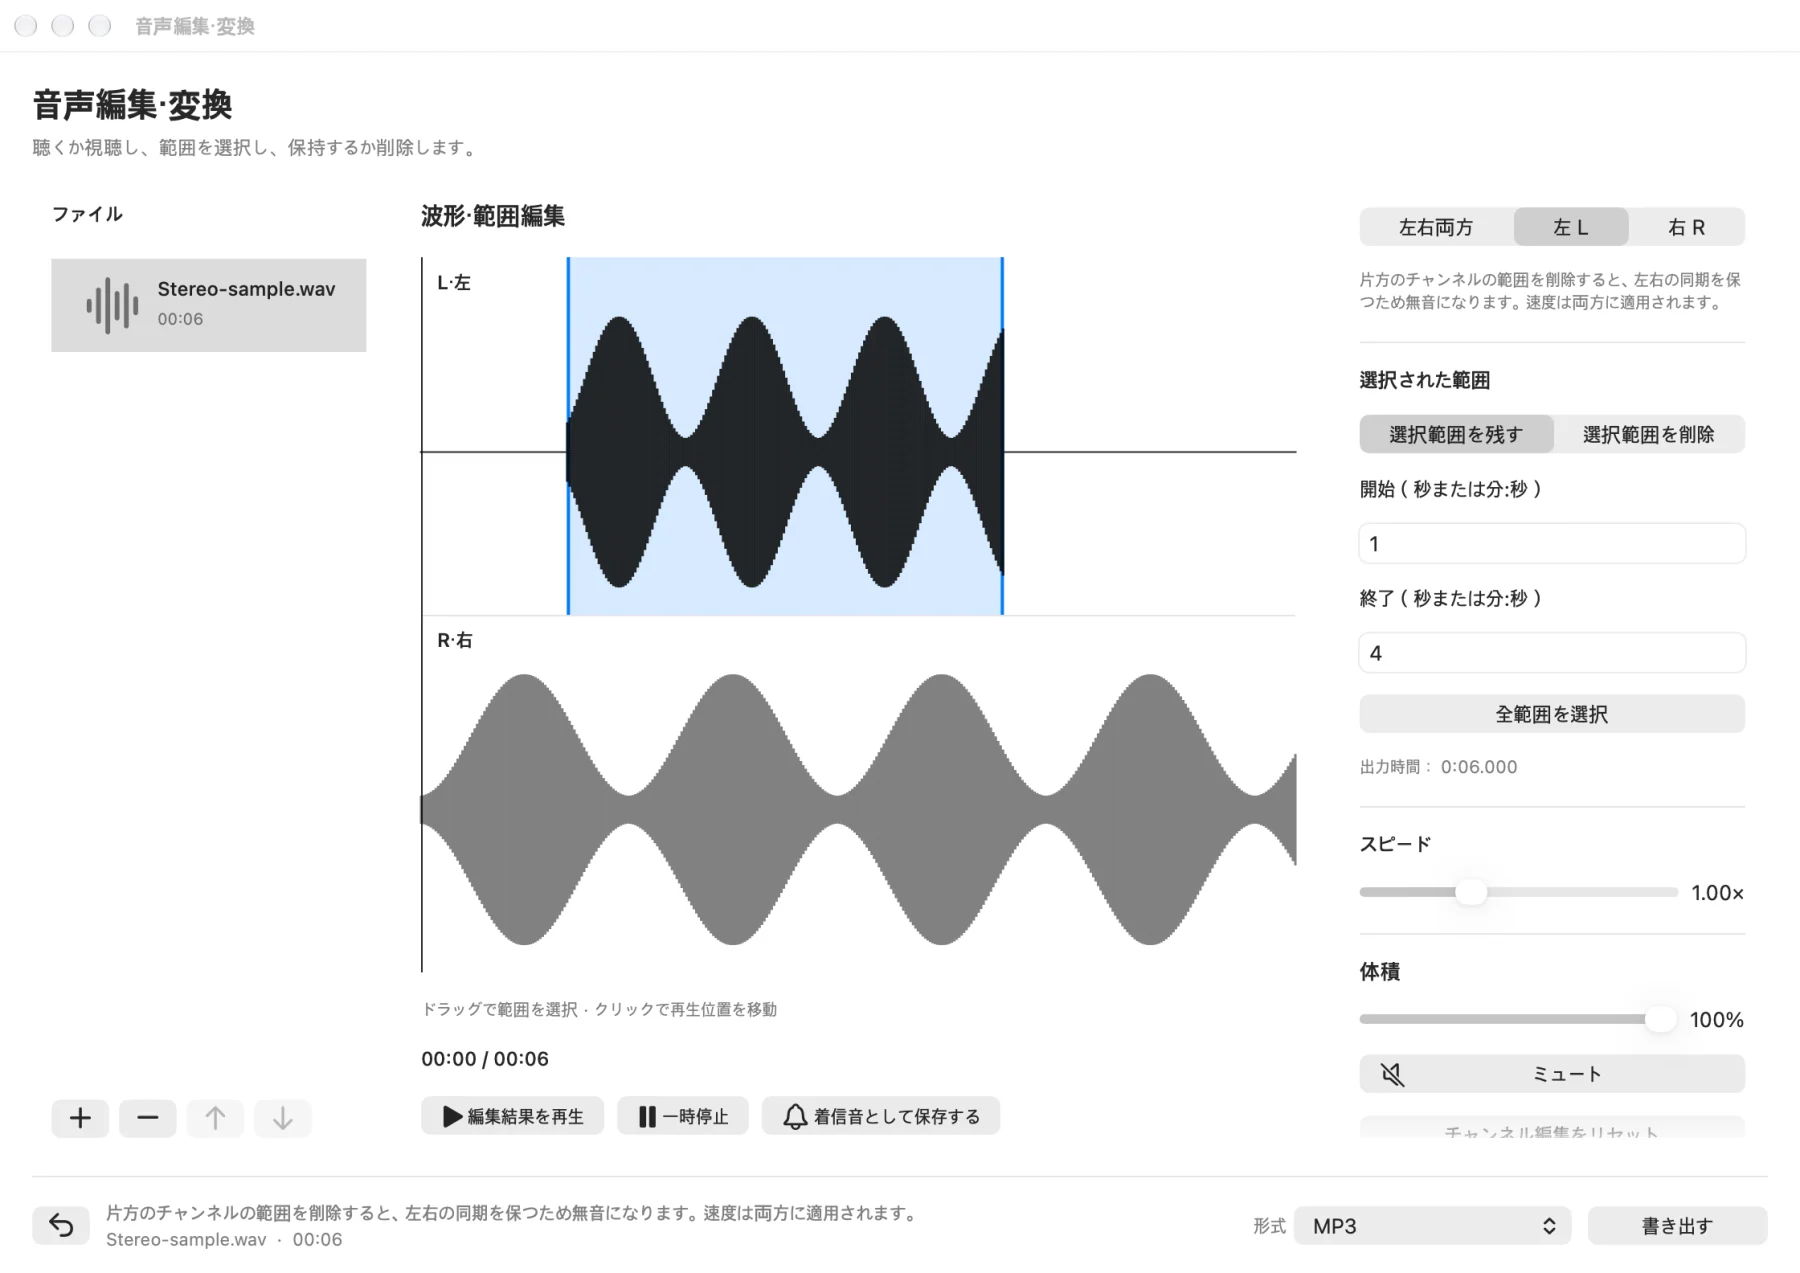 音声編集·変換
音声編集·変換
聴くか視聴し、範囲を選択し、保持するか削除します。
ファイル
Stereo-sample.wav
00:06
波形·範囲編集
L·左
R·右
ドラッグで範囲を選択 · クリックで再生位置を移動
00:00 / 00:06
編集結果を再生
一時停止
着信音として保存する
左右両方
左 L
右 R
片方のチャンネルの範囲を削除すると、左右の同期を保
つため無音になります。速度は両方に適用されます。
選択された範囲
選択範囲を残す
選択範囲を削除
開始 ( 秒または分:秒 )
1
終了 ( 秒または分:秒 )
4
全範囲を選択
出力時間： 0:06.000
スピード
1.00×
体積
100%
ミュート
チャンネル編集をリセット
片方のチャンネルの範囲を削除すると、左右の同期を保つため無音になります。速度は両方に適用されます。
Stereo-sample.wav · 00:06
形式
MP3
書き出す